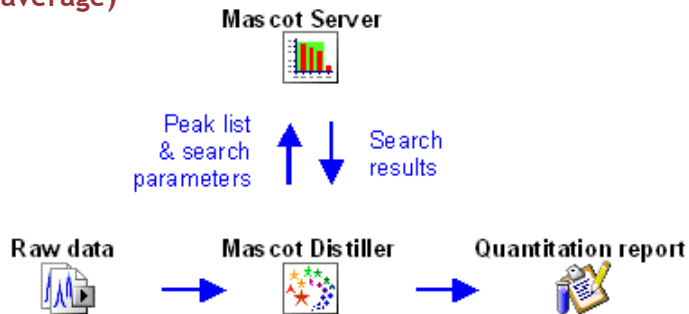 average)
Mascot Server
Peak list
& search
parameters
Search
results
Raw data
Mascot Distiller
Quantitation report